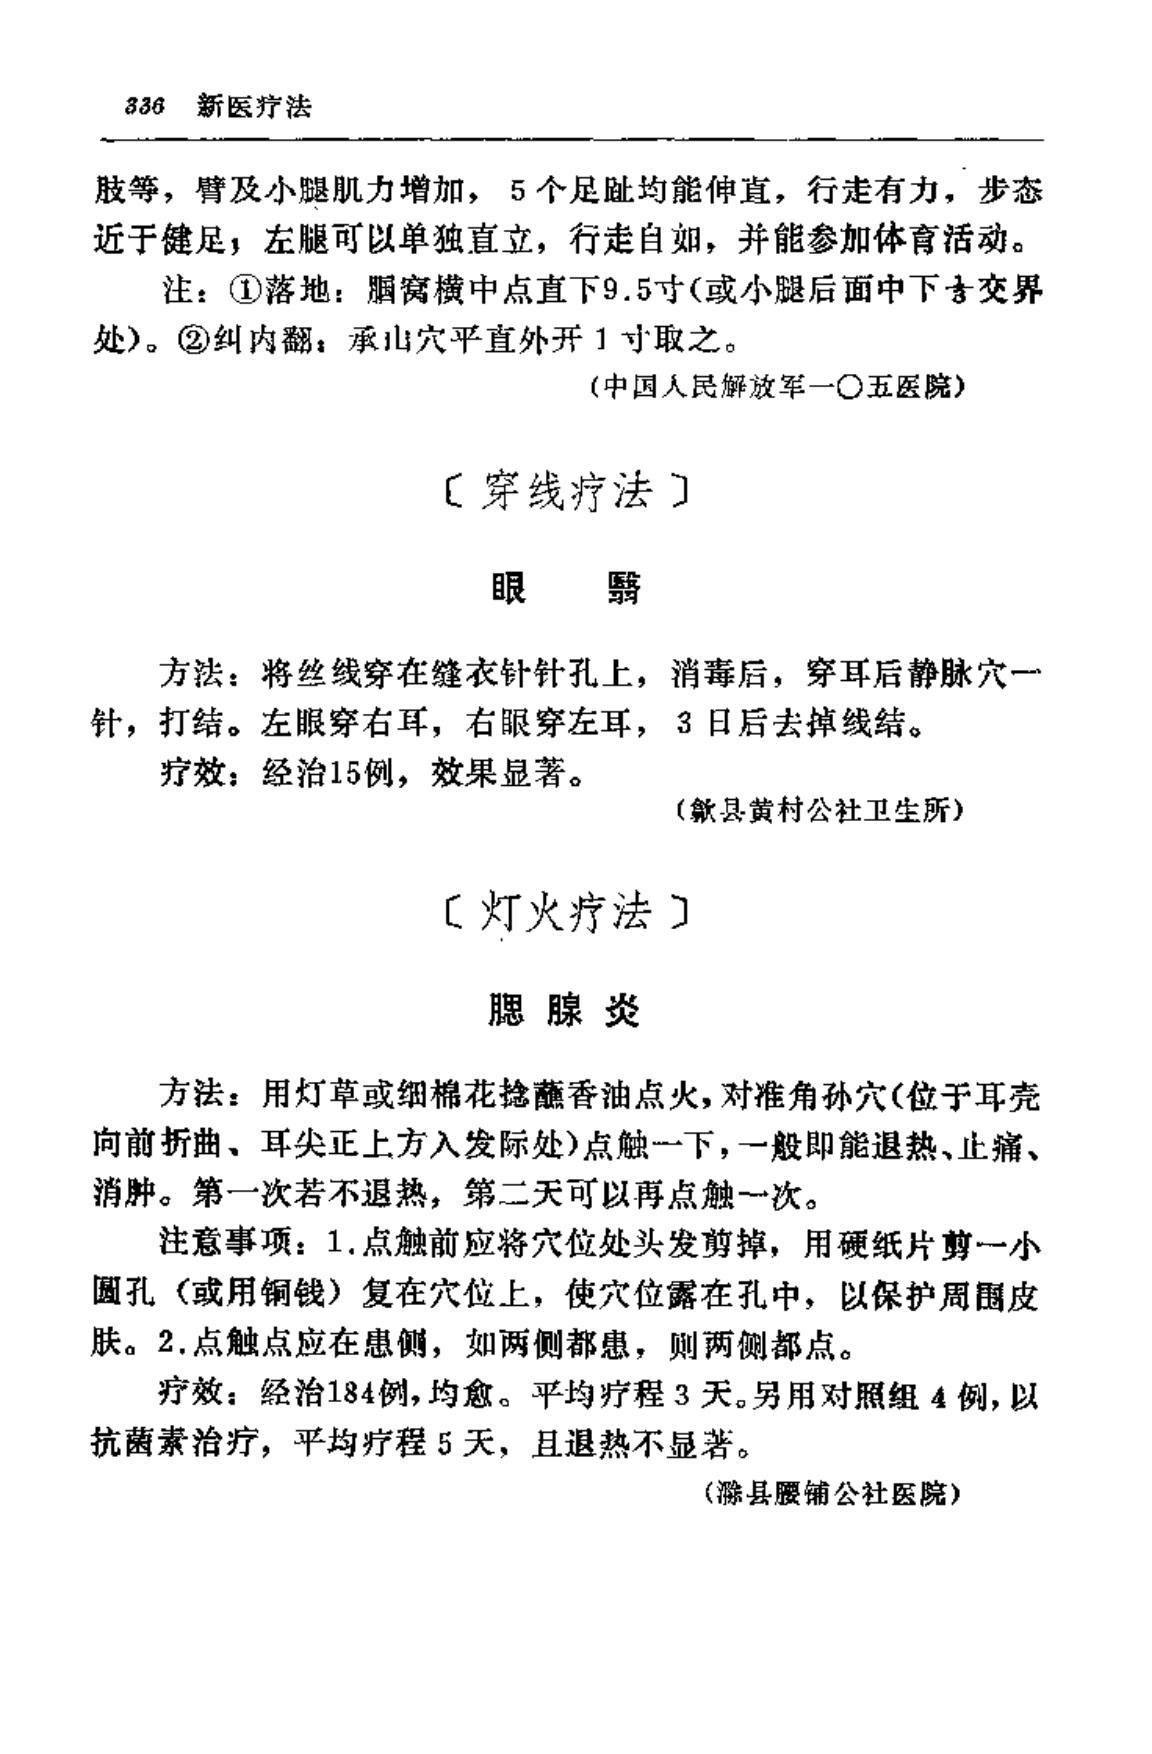 336 新医疗法
肢等，臂及小腿肌力增加， 5 个足趾均能伸直，行走有力，步态
近于健足；左腿可以单独直立，行走自如，并能参加体育活动。
注：①落地：腘窝横中点直下9.5寸(或小腿后面中下⅓交界
处)。②纠内翻：承山穴平直外开 1 寸取之。
(中国人民解放军一〇五医院)
〔穿线疗法〕
眼 翳
方法：将丝线穿在缝衣针针孔上，消毒后，穿耳后静脉穴一
针，打结。左眼穿右耳，右眼穿左耳， 3 日后去掉线结。
疗效：经治15例，效果显著。
(歙县黄村公社卫生所)
〔灯火疗法〕
腮 腺 炎
方法：用灯草或细棉花捻蘸香油点火，对准角孙穴(位于耳壳
向前折曲、耳尖正上方入发际处)点触一下，一般即能退热、止痛、
消肿。第一次若不退热，第二天可以再点触一次。
注意事项：1.点触前应将穴位处头发剪掉，用硬纸片剪一小
圆孔（或用铜钱）复在穴位上，使穴位露在孔中，以保护周围皮
肤。2.点触点应在患侧，如两侧都患，则两侧都点。
疗效：经治184例，均愈。平均疗程 3 天。另用对照组 4 例，以
抗菌素治疗，平均疗程 5 天，且退热不显著。
(滁县腰铺公社医院)